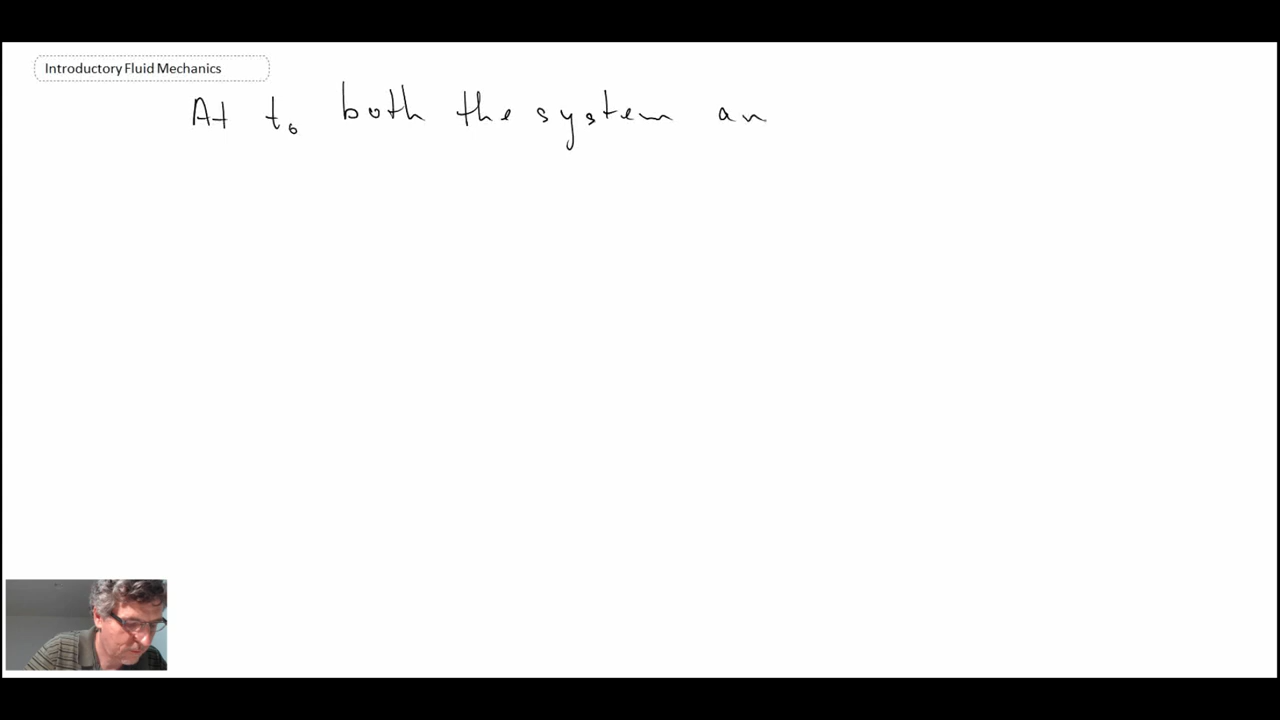 Introductory Fluid Mechanics
At t₀ both the system an